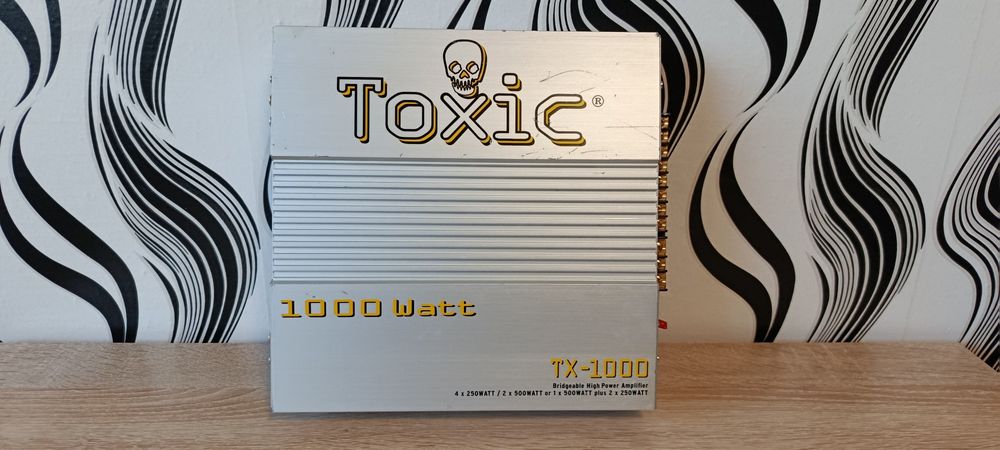 Toxic®
1000 Watt
TX-1000
Bridgeable High Power Amplifier
4 x 250WATT / 2 x 500WATT or 1 x 500WATT plus 2 x 250WATT